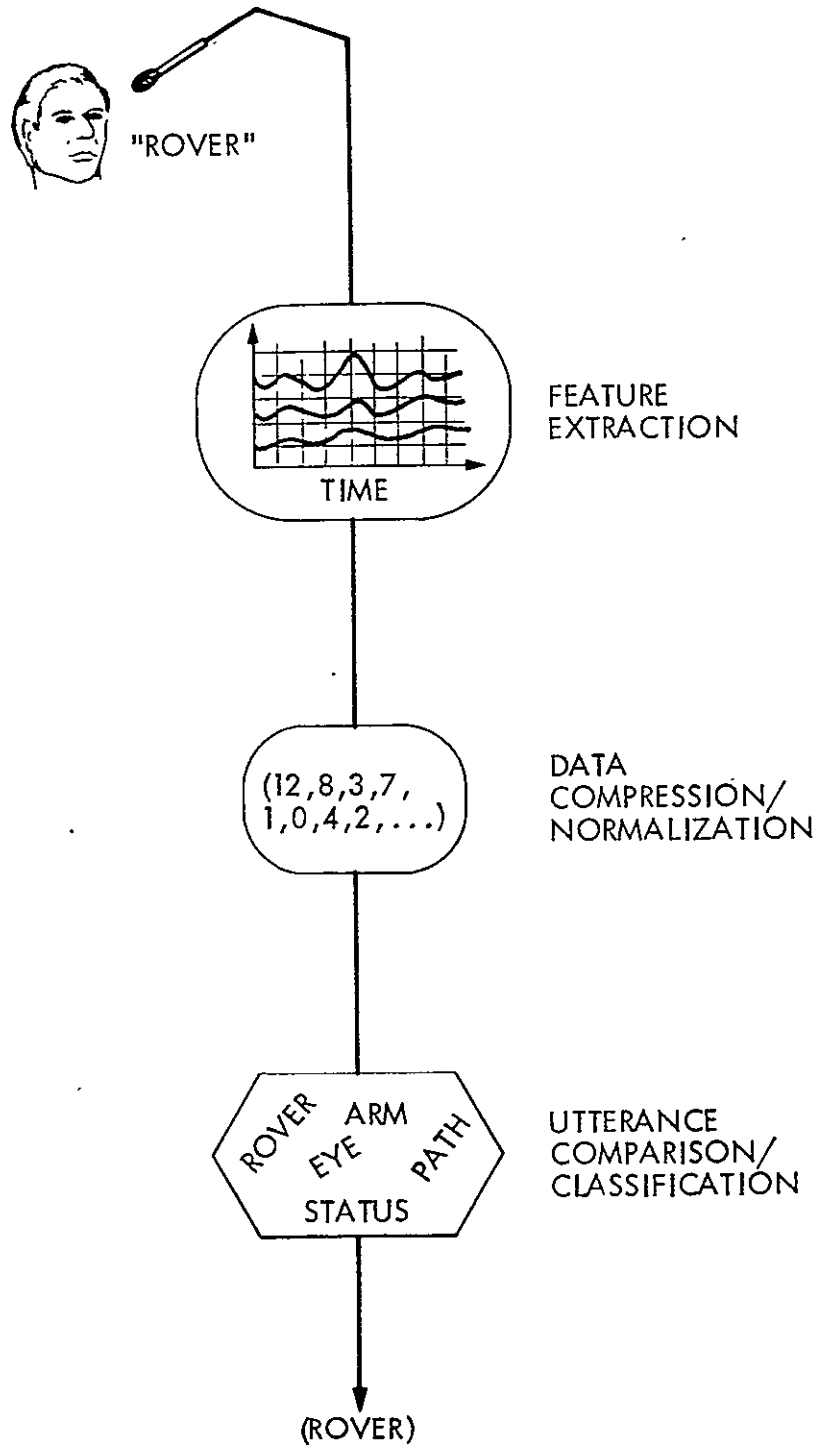 "ROVER"
TIME
FEATURE
EXTRACTION
(12,8,3,7,
1,0,4,2,...)
DATA
COMPRESSION/
NORMALIZATION
ROVER
ARM
EYE
PATH
STATUS
UTTERANCE
COMPARISON/
CLASSIFICATION
(ROVER)